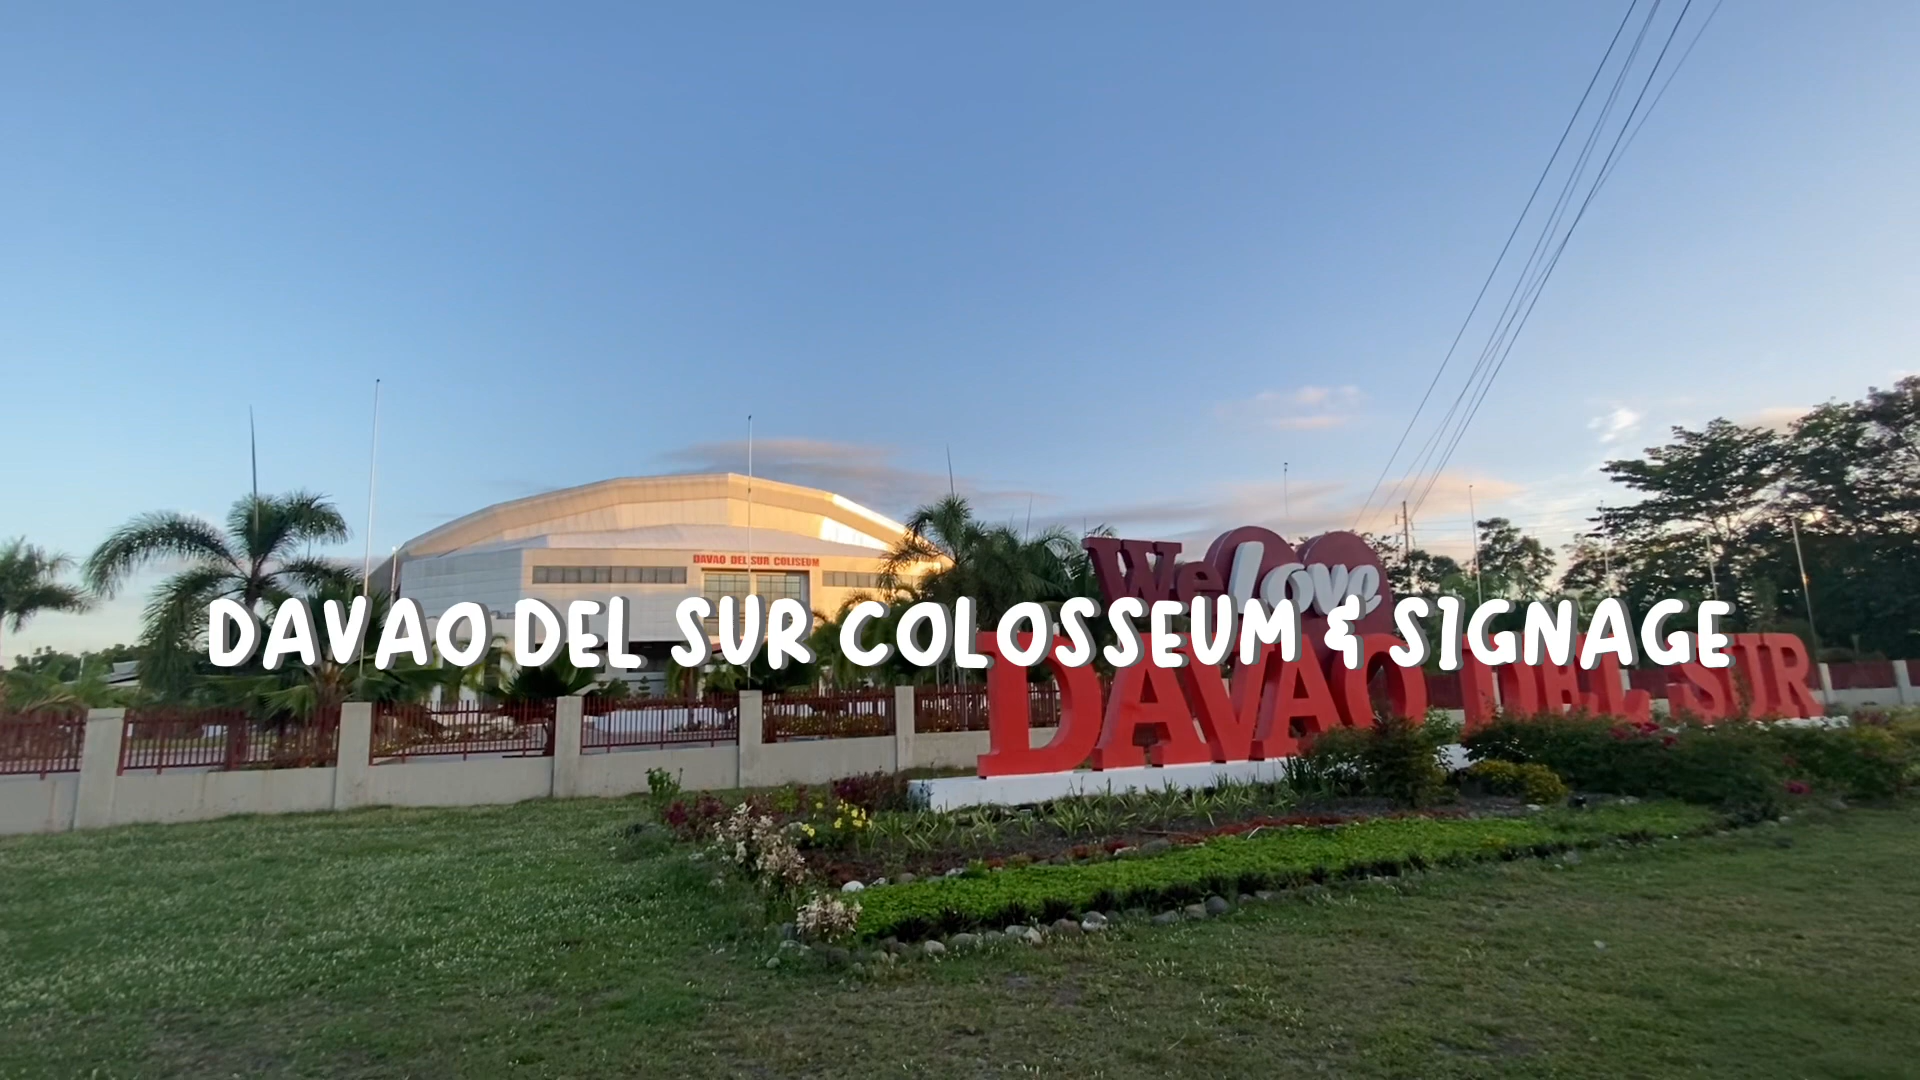 DAVAO DEL SUR COLISEUM
We love
DAVAO DEL SUR COLOSSEUM & SIGNAGE
DAVAO DEL SUR